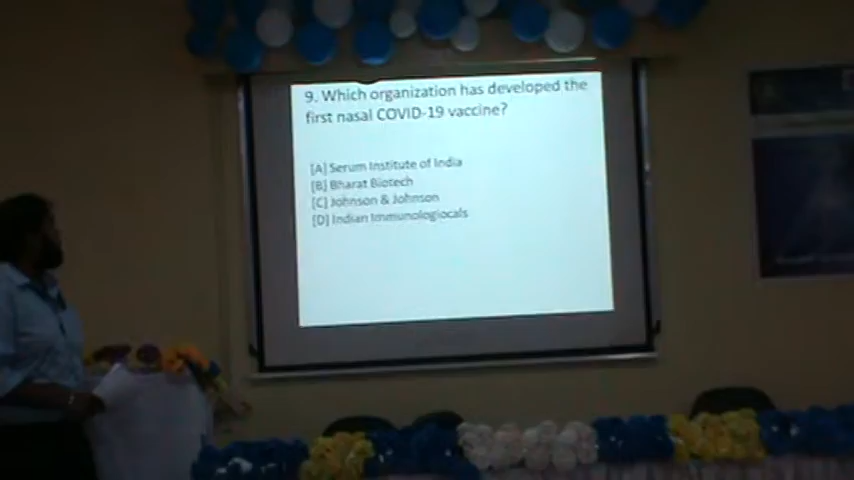 9. Which organization has developed the
first nasal COVID-19 vaccine?
[A] Serum Institute of India
[B] Bharat Biotech
[C] Johnson & Johnson
[D] Indian Immunologiocals